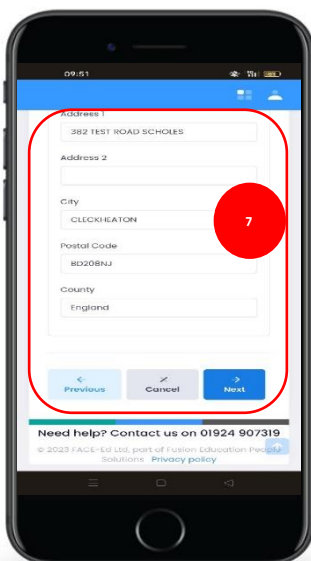 09:51
Address 1
382 TEST ROAD SCHOLES
Address 2
City
CLECKHEATON
7
Postal Code
BD208NJ
County
England
Previous
Cancel
Next
Need help? Contact us on 01924 907319
© 2023 FACE-Ed Ltd, part of Fusion Education People
Solutions Privacy policy